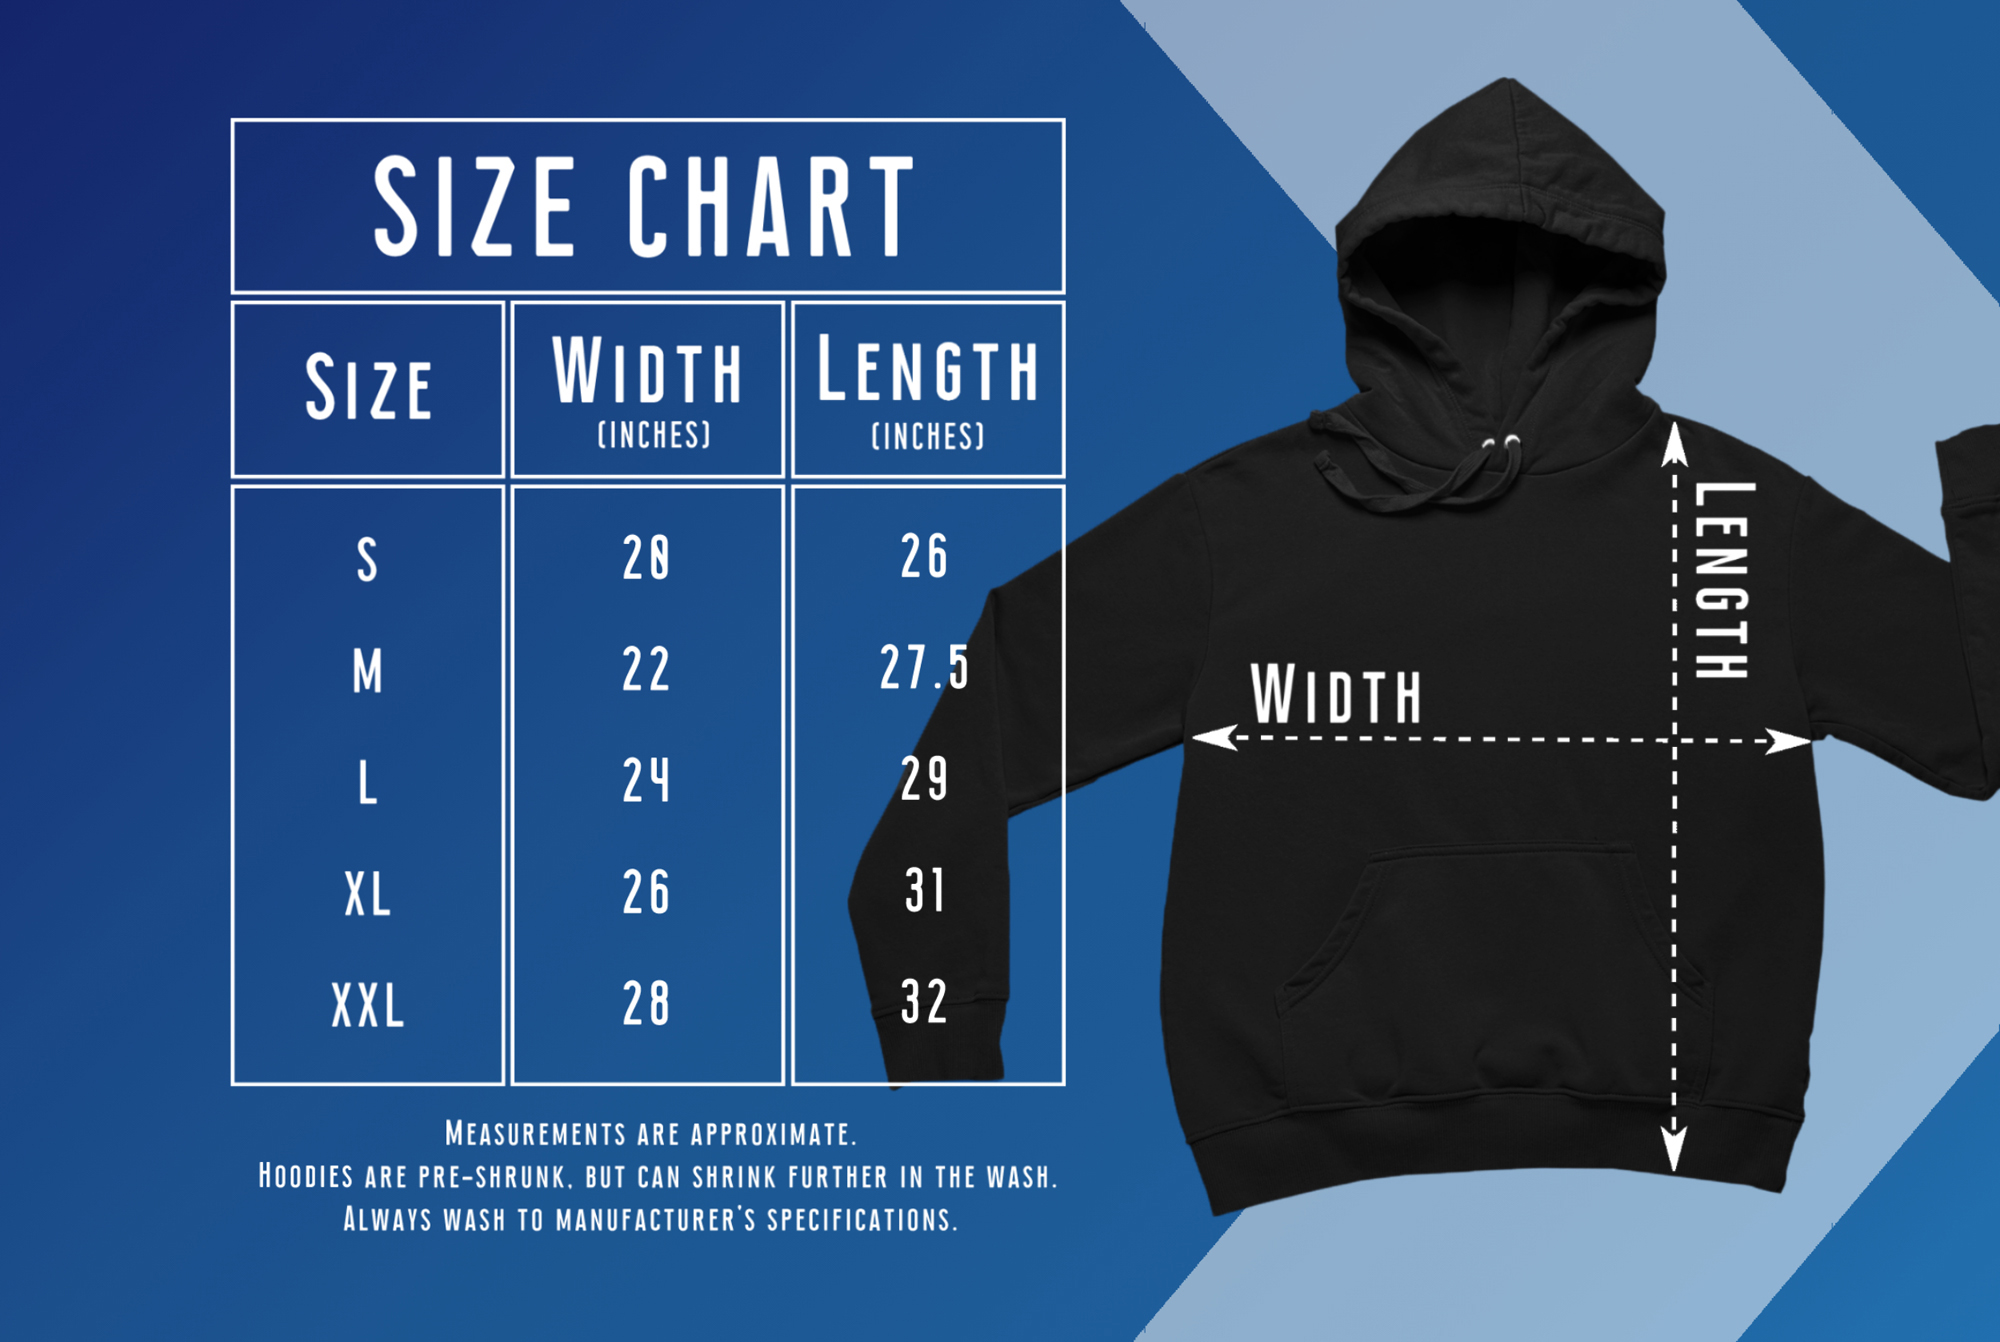 SIZE CHART
SIZE
WIDTH
(INCHES)
LENGTH
(INCHES)
S 20 26
M 22 27.5
L 24 29
XL 26 31
XXL 28 32
MEASUREMENTS ARE APPROXIMATE.
HOODIES ARE PRE-SHRUNK, BUT CAN SHRINK FURTHER IN THE WASH.
ALWAYS WASH TO MANUFACTURER'S SPECIFICATIONS.
WIDTH
LENGTH